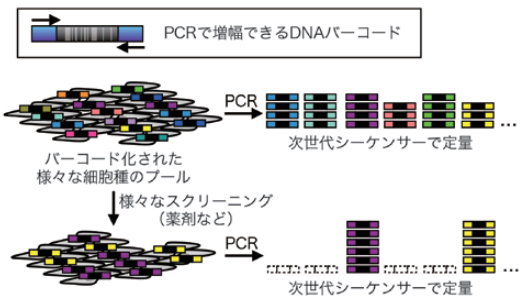 PCRで増幅できるDNAバーコード
PCR
次世代シーケンサーで定量
バーコード化された
様々な細胞種のプール
様々なスクリーニング
（薬剤など）
PCR
次世代シーケンサーで定量